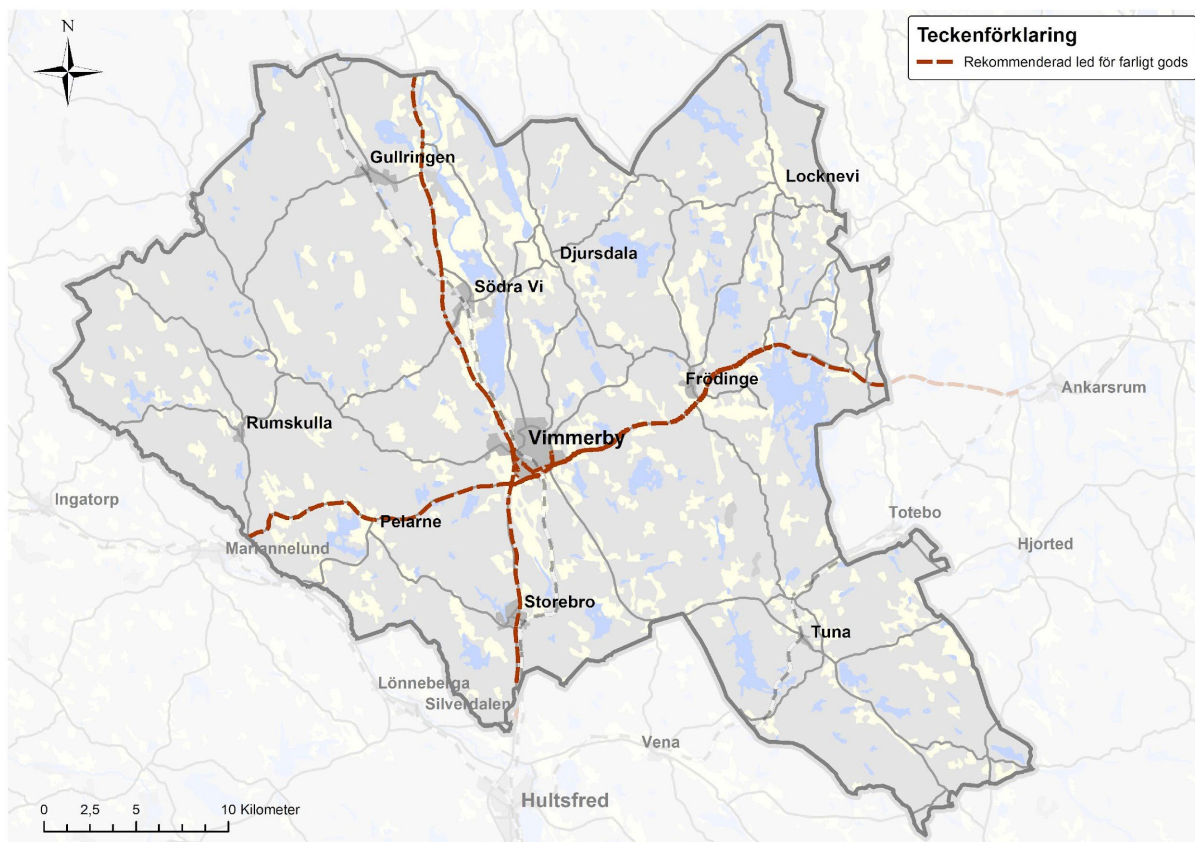 N
Teckenförklaring
Rekommenderad led för farligt gods
Gullringen
Locknevi
Djursdala
Södra Vi
Frödinge
Ankarsrum
Rumskulla
Vimmerby
Ingatorp
Pelarne
Totebo
Mariannelund
Hjorted
Storebro
Tuna
Lönneberga
Silverdalen
Vena
Hultsfred
0 2,5 5 10 Kilometer